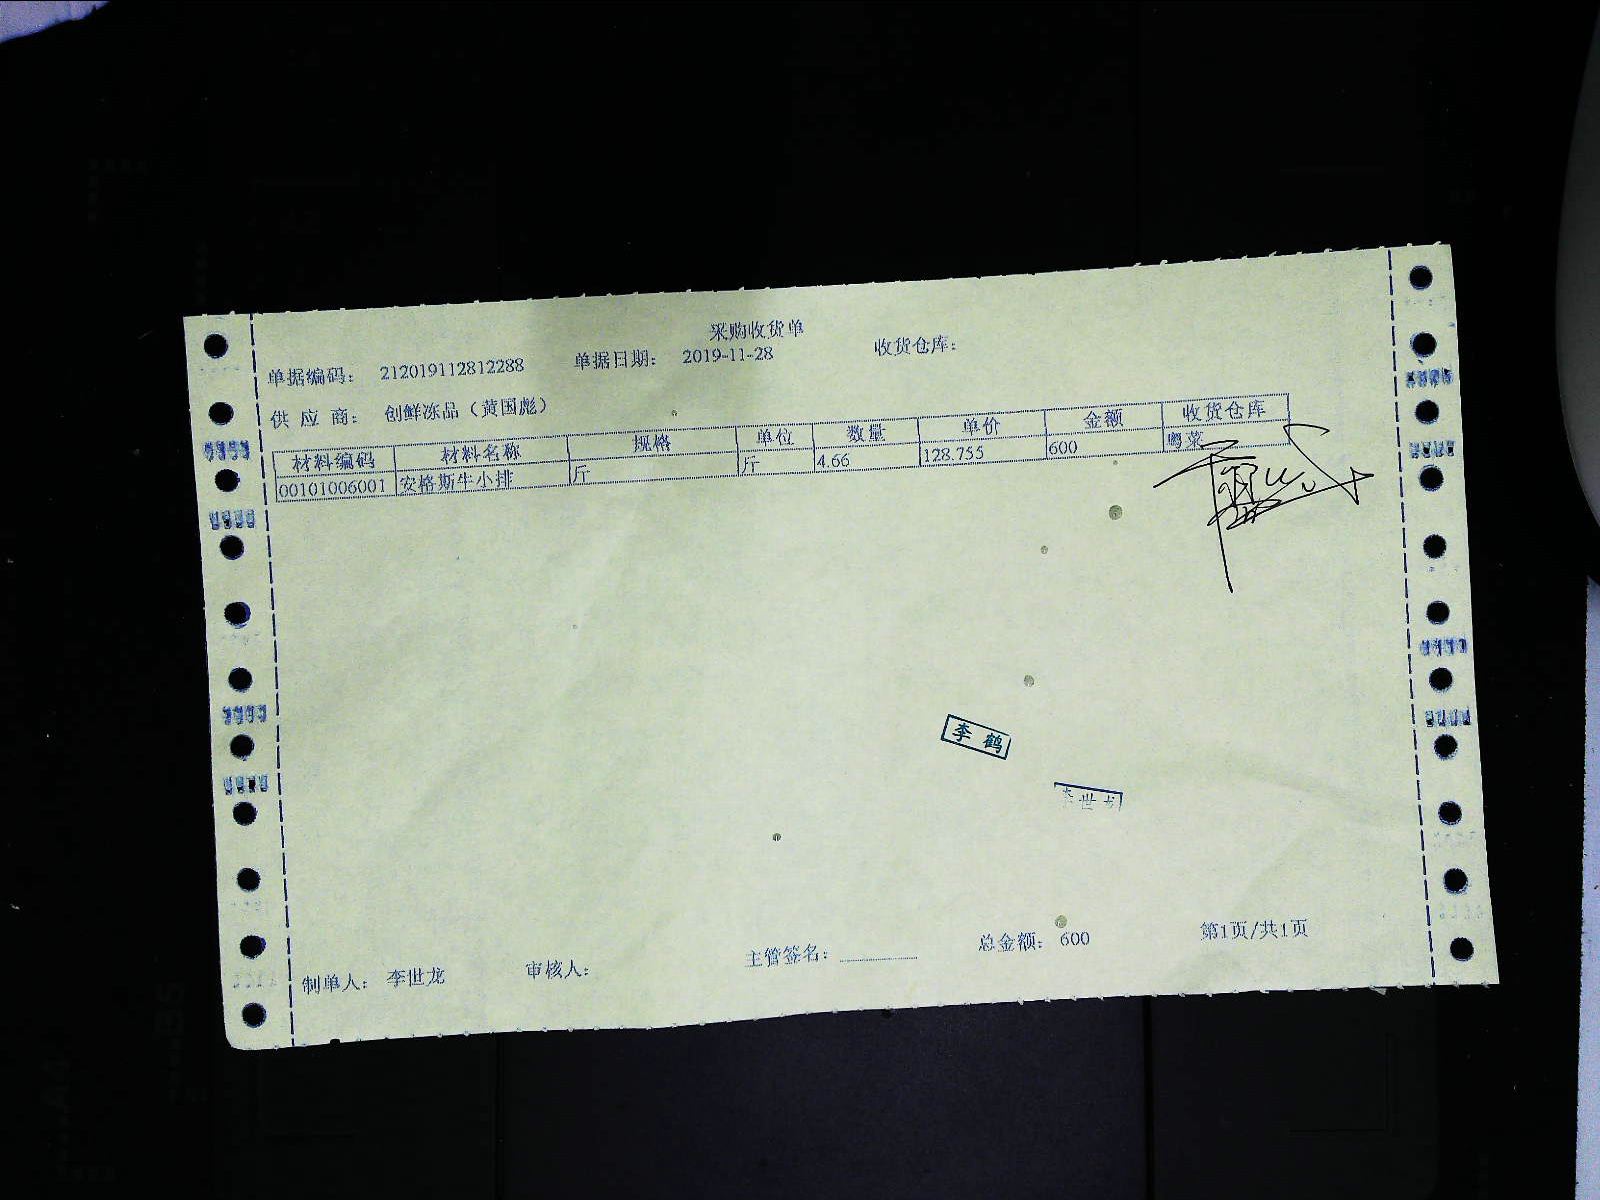 采购收货单
单据编码： 212019112812288 单据日期： 2019-11-28 收货仓库：
供 应 商： 创鲜冻品（黄国彪）
材料编码 材料名称 规格 单位 数量 单价 金额 收货仓库
00101006001 安格斯牛小排 斤 斤 4.66 128.755 600 粤菜
李 鹤
李世龙
制单人： 李世龙 审核人： 主管签名： 总金额： 600 第1页/共1页